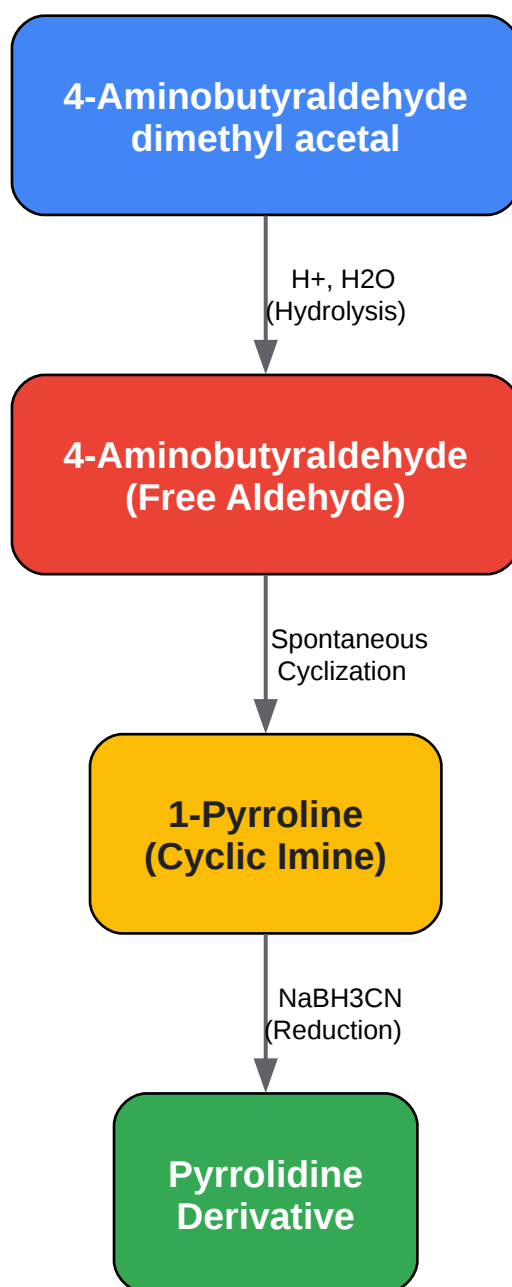 4-Aminobutyraldehyde
dimethyl acetal
H+, H2O
(Hydrolysis)
4-Aminobutyraldehyde
(Free Aldehyde)
Spontaneous
Cyclization
1-Pyrroline
(Cyclic Imine)
NaBH3CN
(Reduction)
Pyrrolidine
Derivative